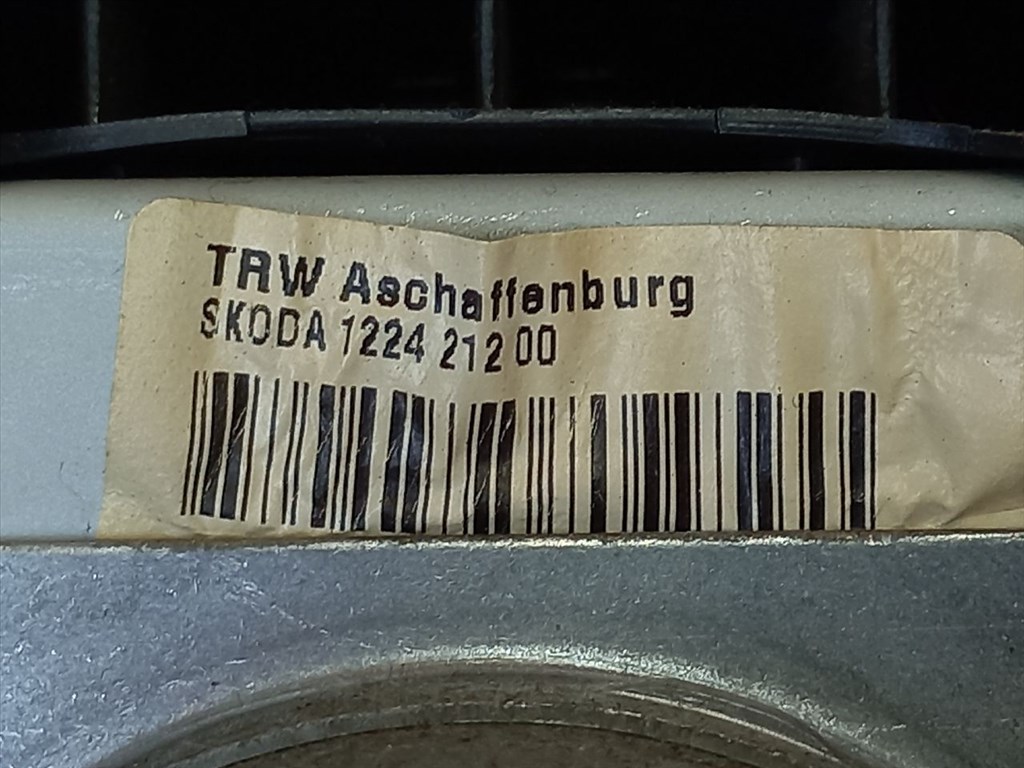 TRW Aschaffenburg
SKODA 1224 212 00